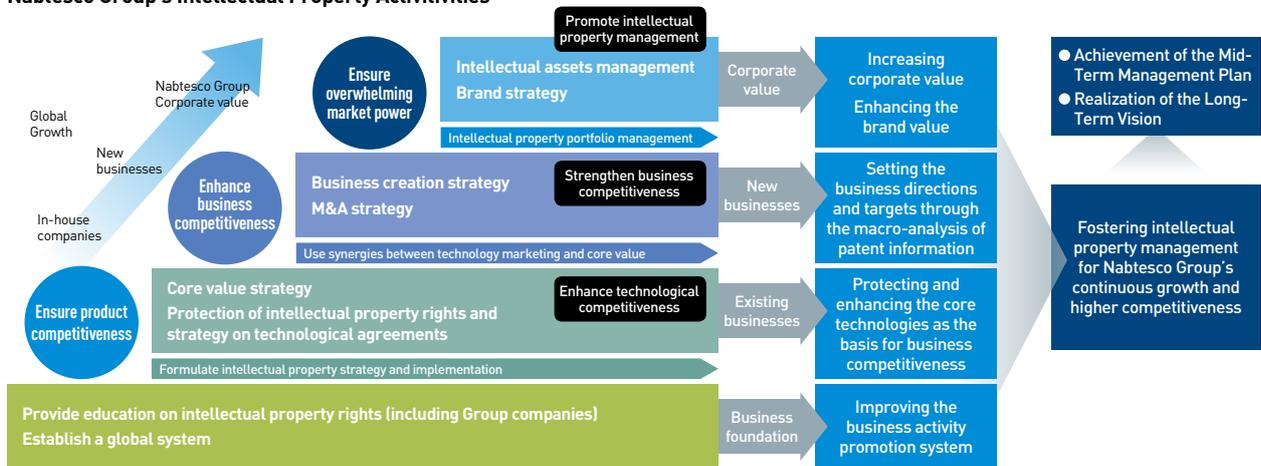 Nabtesco Group's Intellectual Property Activitivities
Promote intellectual
property management
Ensure
overwhelming
market power
Intellectual assets management
Brand strategy
Intellectual property portfolio management
Corporate
value
Increasing
corporate value
Enhancing the
brand value
Achievement of the Mid-
Term Management Plan
Realization of the Long-
Term Vision
Nabtesco Group
Corporate value
Global
Growth
New
businesses
In-house
companies
Enhance
business
competitiveness
Business creation strategy
M&A strategy
Strengthen business
competitiveness
Use synergies between technology marketing and core value
New
businesses
Setting the
business directions
and targets through
the macro-analysis of
patent information
Fostering intellectual
property management
for Nabtesco Group's
continuous growth and
higher competitiveness
Ensure product
competitiveness
Core value strategy
Protection of intellectual property rights and
strategy on technological agreements
Enhance technological
competitiveness
Formulate intellectual property strategy and implementation
Existing
businesses
Protecting and
enhancing the core
technologies as the
basis for business
competitiveness
Provide education on intellectual property rights (including Group companies)
Establish a global system
Business
foundation
Improving the
business activity
promotion system